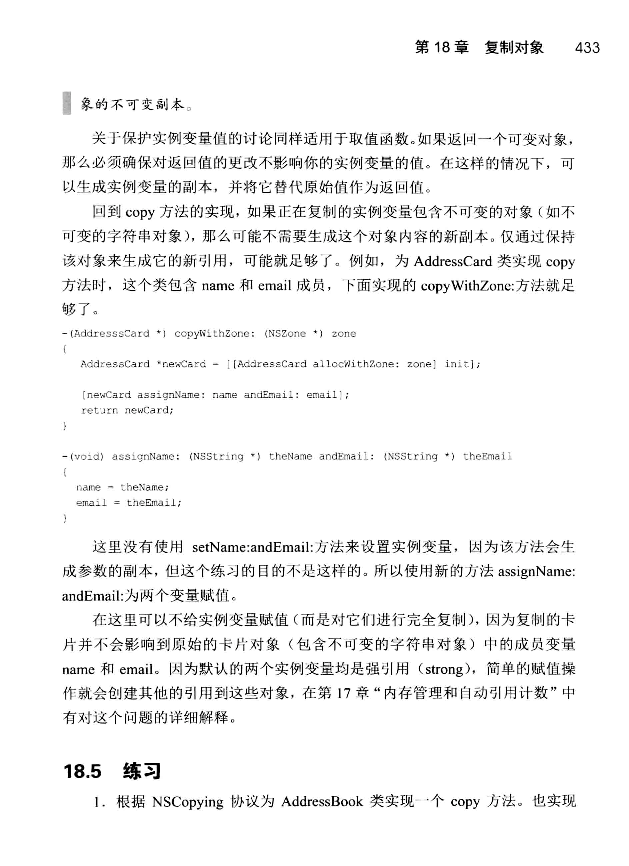 第 18 章 复制对象 433
象的不可变副本。
关于保护实例变量值的讨论同样适用于取值函数。如果返回一个可变对象，
那么必须确保对返回值的更改不影响你的实例变量的值。在这样的情况下，可
以生成实例变量的副本，并将它替代原始值作为返回值。
回到 copy 方法的实现，如果正在复制的实例变量包含不可变的对象（如不
可变的字符串对象），那么可能不需要生成这个对象内容的新副本。仅通过保持
该对象来生成它的新引用，可能就足够了。例如，为 AddressCard 类实现 copy
方法时，这个类包含 name 和 email 成员，下面实现的 copyWithZone:方法就足
够了。
-(AddresssCard *) copyWithZone: (NSZone *) zone
{
AddressCard *newCard = [[AddressCard allocWithZone: zone] init];
[newCard assignName: name andEmail: email];
return newCard;
}
-(void) assignName: (NSString *) theName andEmail: (NSString *) theEmail
{
name = theName;
email = theEmail;
}
这里没有使用 setName:andEmail:方法来设置实例变量，因为该方法会生
成参数的副本，但这个练习的目的不是这样的。所以使用新的方法 assignName:
andEmail:为两个变量赋值。
在这里可以不给实例变量赋值（而是对它们进行完全复制），因为复制的卡
片并不会影响到原始的卡片对象（包含不可变的字符串对象）中的成员变量
name 和 email。因为默认的两个实例变量均是强引用（strong），简单的赋值操
作就会创建其他的引用到这些对象，在第 17 章“内存管理和自动引用计数”中
有对这个问题的详细解释。
18.5 练习
1．根据 NSCopying 协议为 AddressBook 类实现一个 copy 方法。也实现